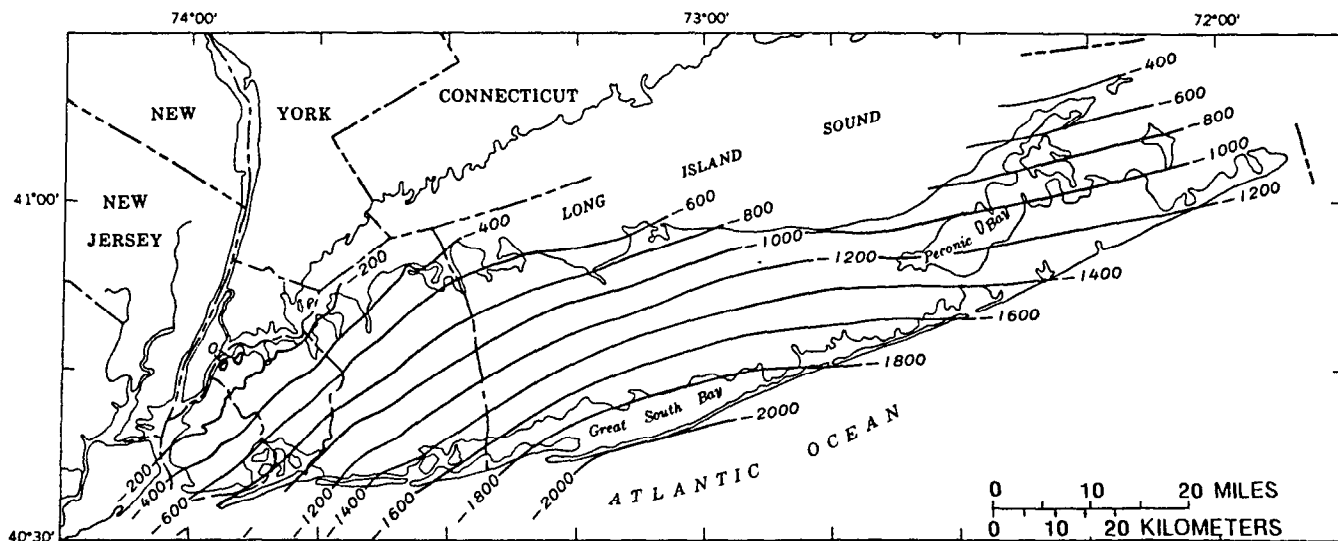 74°00' 73°00' 72°00'
-400
NEW YORK CONNECTICUT
-600
SOUND
-800
ISLAND
-1000
41°00'
LONG
-600
-1200
NEW
JERSEY
-800
-400
-1000
Peconic Bay
-200
-1200
-1400
-1600
-1800
Great South Bay
-2000
ATLANTIC OCEAN
-200
-400
-600
-1200
-1400
-1600
-1800
-2000
0 10 20 MILES
0 10 20 KILOMETERS
40°30'